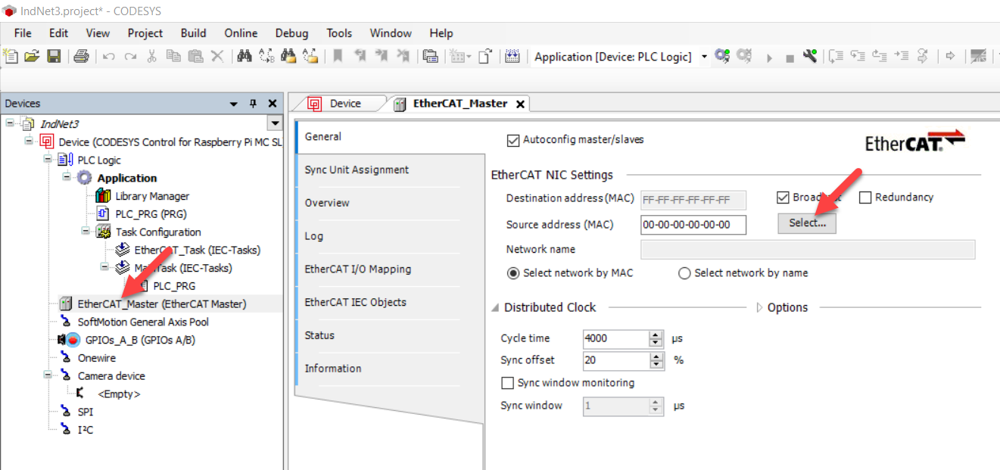 IndNet3.project* - CODESYS
File Edit View Project Build Online Debug Tools Window Help
Application [Device: PLC Logic]
Devices
IndNet3
Device (CODESYS Control for Raspberry Pi MC SL
PLC Logic
Application
Library Manager
PLC_PRG (PRG)
Task Configuration
(IEC-Tasks)
(IEC-Tasks)
PLC_PRG
EtherCAT_Master (EtherCAT Master)
SoftMotion General Axis Pool
GPIOs_A_B (GPIOs A/B)
Onewire
Camera device
<Empty>
SPI
I²C
Device
EtherCAT_Master
General
Sync Unit Assignment
Overview
Log
EtherCAT I/O Mapping
EtherCAT IEC Objects
Status
Information
Autoconfig master/slaves
EtherCAT.
EtherCAT NIC Settings
Destination address (MAC) FF-FF-FF-FF-FF-FF Redundancy
Source address (MAC) 00-00-00-00-00-00 Select...
Network name
Select network by MAC Select network by name
Distributed Clock Options
Cycle time 4000 µs
Sync offset 20 %
Sync window monitoring
Sync window 1 µs